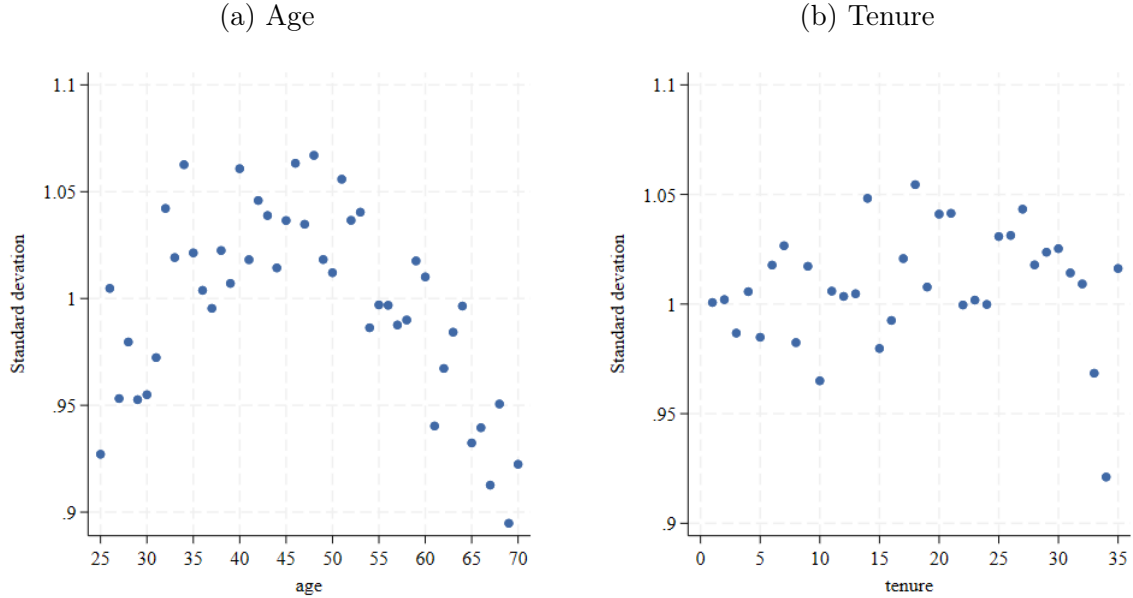 (a) Age
(b) Tenure
1.1
1.05
1
.95
.9
Standard devation
25 30 35 40 45 50 55 60 65 70
age
1.1
1.05
1
.95
.9
Standard devation
0 5 10 15 20 25 30 35
tenure